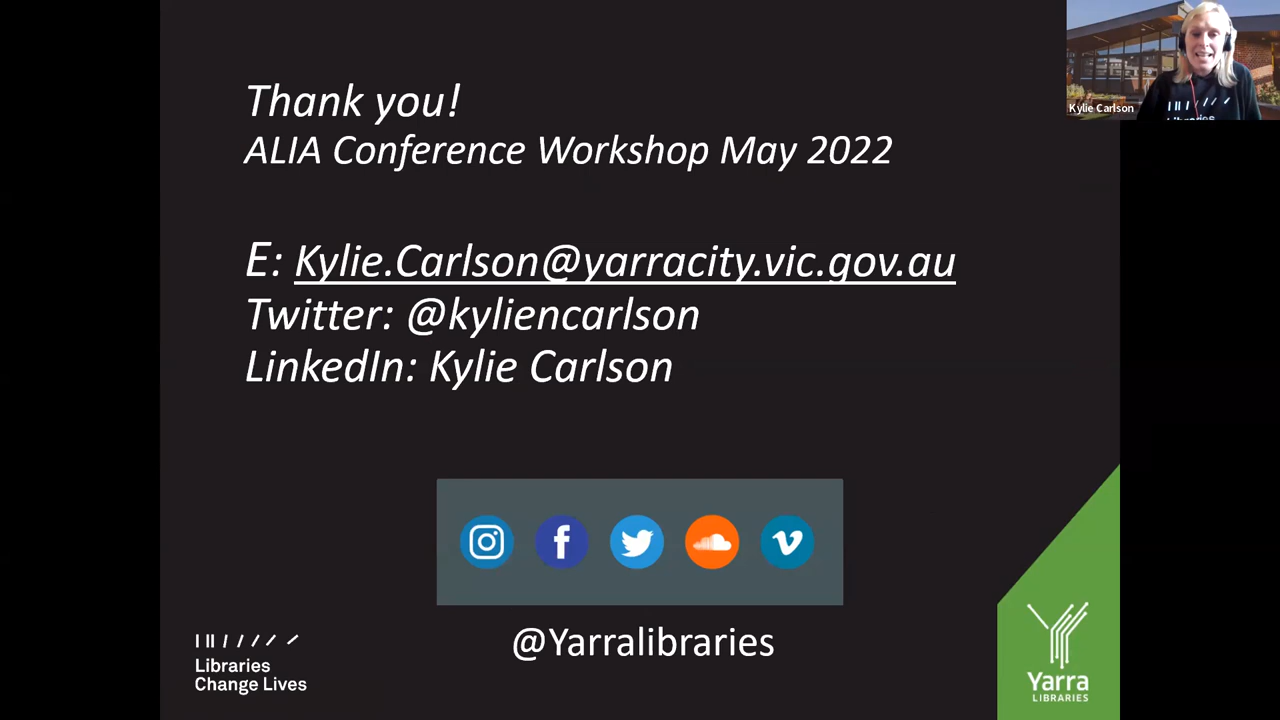 Thank you!
ALIA Conference Workshop May 2022
E: Kylie.Carlson@yarracity.vic.gov.au
Twitter: @kyliencarlson
LinkedIn: Kylie Carlson
@Yarralibraries
Libraries
Change Lives
Yarra
LIBRARIES
Kylie Carlson
Libraries